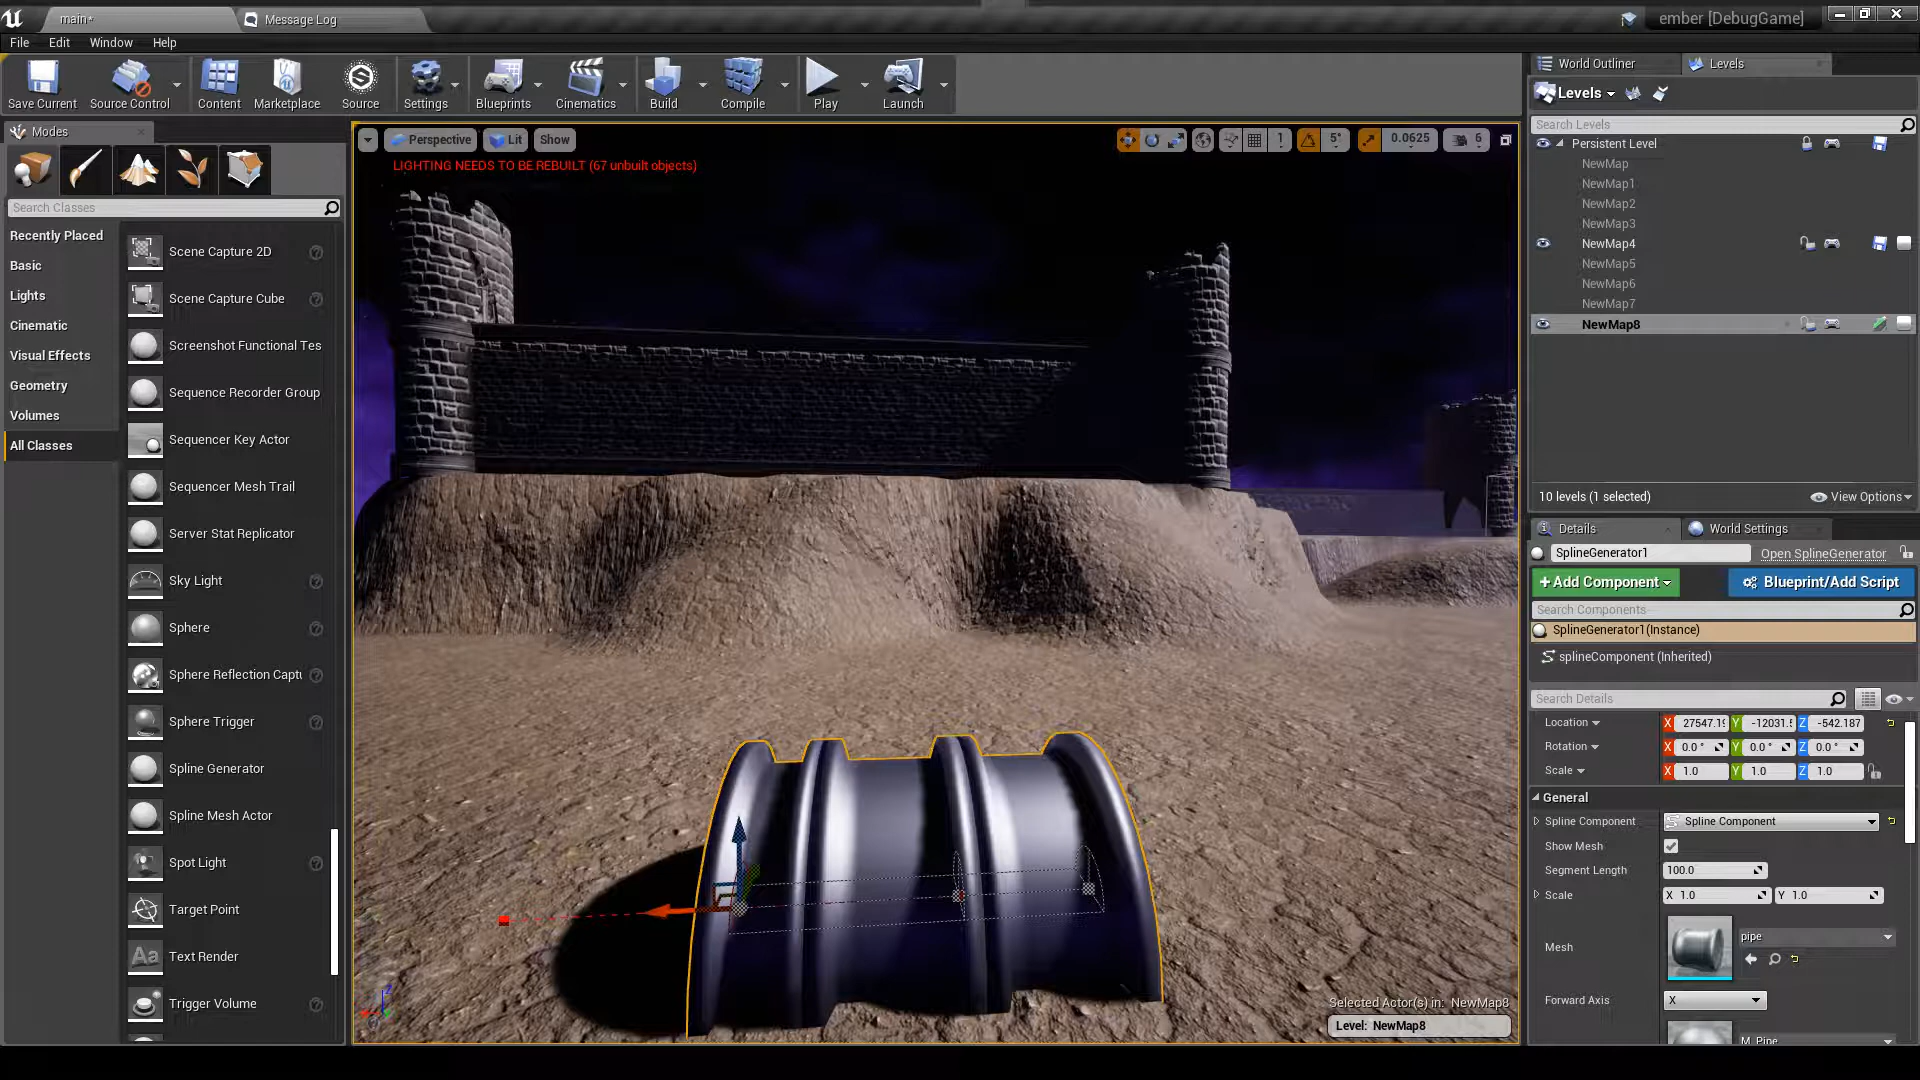 main*
Message Log
ember [DebugGame]
File Edit Window Help
Save Current
Source Control
Content
Marketplace
Source
Settings
Blueprints
Cinematics
Build
Compile
Play
Launch
Modes
Search Classes
Recently Placed
Basic
Lights
Cinematic
Visual Effects
Geometry
Volumes
All Classes
Scene Capture 2D
Scene Capture Cube
Screenshot Functional Tes
Sequence Recorder Group
Sequencer Key Actor
Sequencer Mesh Trail
Server Stat Replicator
Sky Light
Sphere
Sphere Reflection Captu
Sphere Trigger
Spline Generator
Spline Mesh Actor
Spot Light
Target Point
Aa Text Render
Trigger Volume
Perspective Lit Show
1 5° 0.0625 6
LIGHTING NEEDS TO BE REBUILT (67 unbuilt objects)
Selected Actor(s) in: NewMap8
Level: NewMap8
World Outliner
Levels
Levels
Search Levels
Persistent Level
NewMap
NewMap1
NewMap2
NewMap3
NewMap4
NewMap5
NewMap6
NewMap7
NewMap8
10 levels (1 selected)
View Options
Details
World Settings
SplineGenerator1
Open SplineGenerator
+Add Component
Blueprint/Add Script
Search Components
SplineGenerator1(Instance)
splineComponent (Inherited)
Search Details
Location X 27547.19 Y -12031.5 Z -542.187
Rotation X 0.0° Y 0.0° Z 0.0°
Scale X 1.0 Y 1.0 Z 1.0
General
Spline Component Spline Component
Show Mesh
Segment Length 100.0
Scale X 1.0 Y 1.0
Mesh pipe
Forward Axis X
M_Pipe